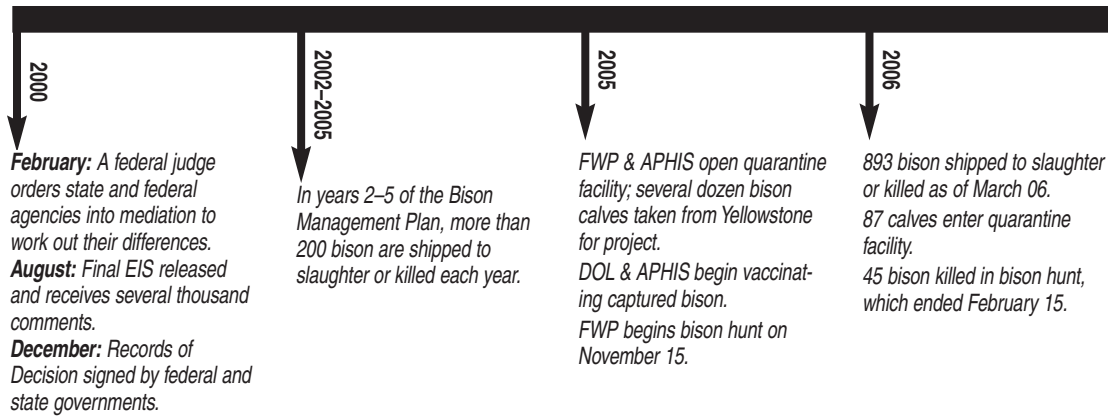 2000
February: A federal judge
orders state and federal
agencies into mediation to
work out their differences.
August: Final EIS released
and receives several thousand
comments.
December: Records of
Decision signed by federal and
state governments.
2002–2005
In years 2–5 of the Bison
Management Plan, more than
200 bison are shipped to
slaughter or killed each year.
2005
FWP & APHIS open quarantine
facility; several dozen bison
calves taken from Yellowstone
for project.
DOL & APHIS begin vaccinat-
ing captured bison.
FWP begins bison hunt on
November 15.
2006
893 bison shipped to slaughter
or killed as of March 06.
87 calves enter quarantine
facility.
45 bison killed in bison hunt,
which ended February 15.